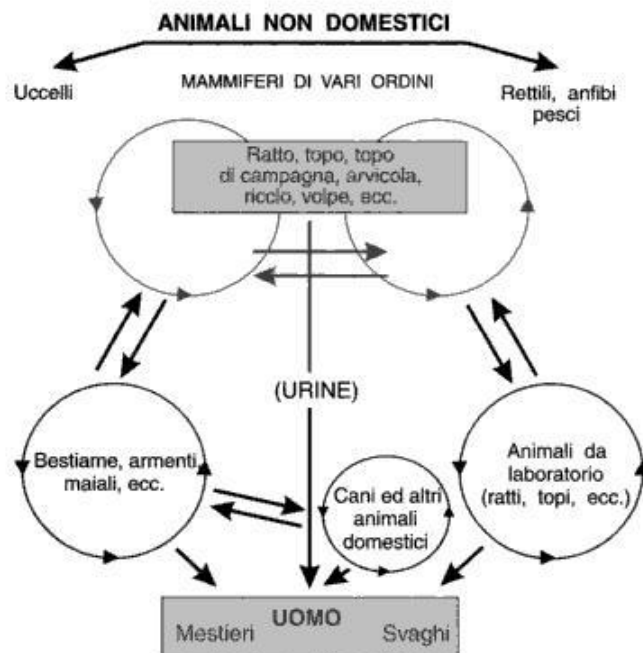 ANIMALI NON DOMESTICI
Uccelli
MAMMIFERI DI VARI ORDINI
Rettili, anfibi
pesci
Ratto, topo, topo
di campagna, arvicola,
riccio, volpe, ecc.
(URINE)
Bestiame, armenti
maiali, ecc.
Cani ed altri
animali
domestici
Animali da
laboratorio
(ratti, topi, ecc.)
UOMO
Mestieri Svaghi